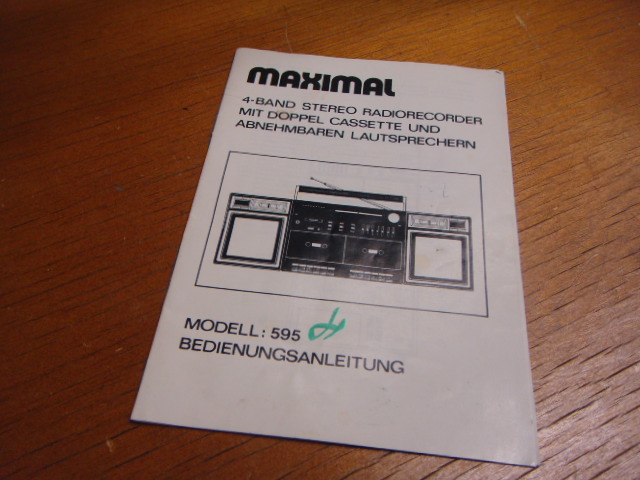 MAXIMAL
4-BAND STEREO RADIORECORDER
MIT DOPPEL CASSETTE UND
ABNEHMBAREN LAUTSPRECHERN
MODELL: 595
BEDIENUNGSANLEITUNG